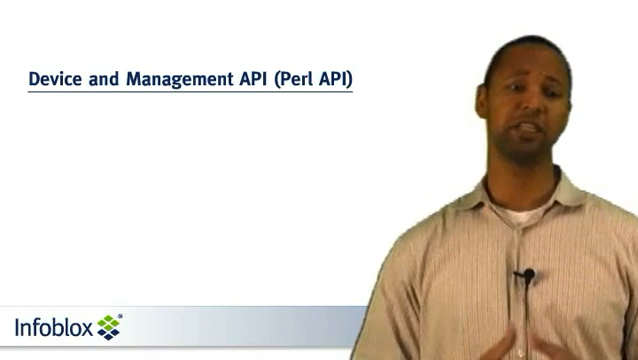 Device and Management API (Perl API)
Infoblox